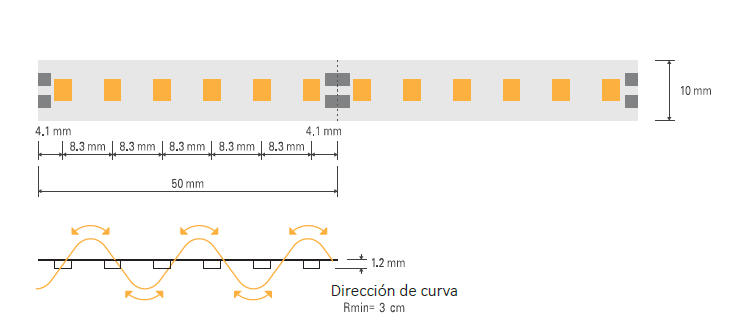 10 mm
4.1 mm 4.1 mm
8.3 mm 8.3 mm 8.3 mm 8.3 mm 8.3 mm
50 mm
1.2 mm
Dirección de curva
Rmin= 3 cm